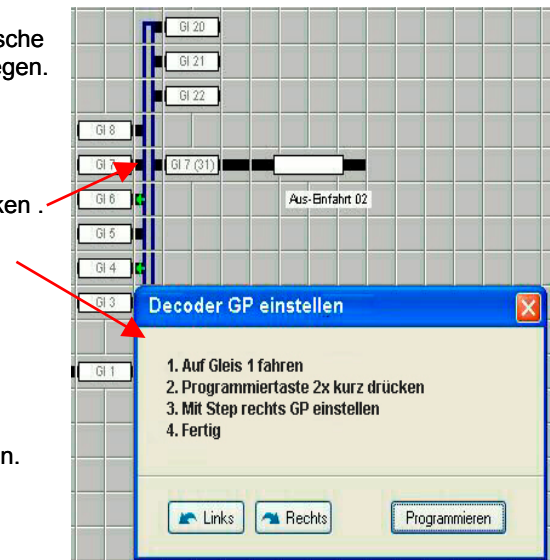 sche
egen.
ken .
n.
Gl 20
Gl 21
Gl 22
Gl 8
Gl 7
Gl 7 (31)
Gl 6
Aus-Einfahrt 02
Gl 5
Gl 4
Gl 3
Gl 1
Decoder GP einstellen
1. Auf Gleis 1 fahren
2. Programmiertaste 2x kurz drücken
3. Mit Step rechts GP einstellen
4. Fertig
Links
Rechts
Programmieren